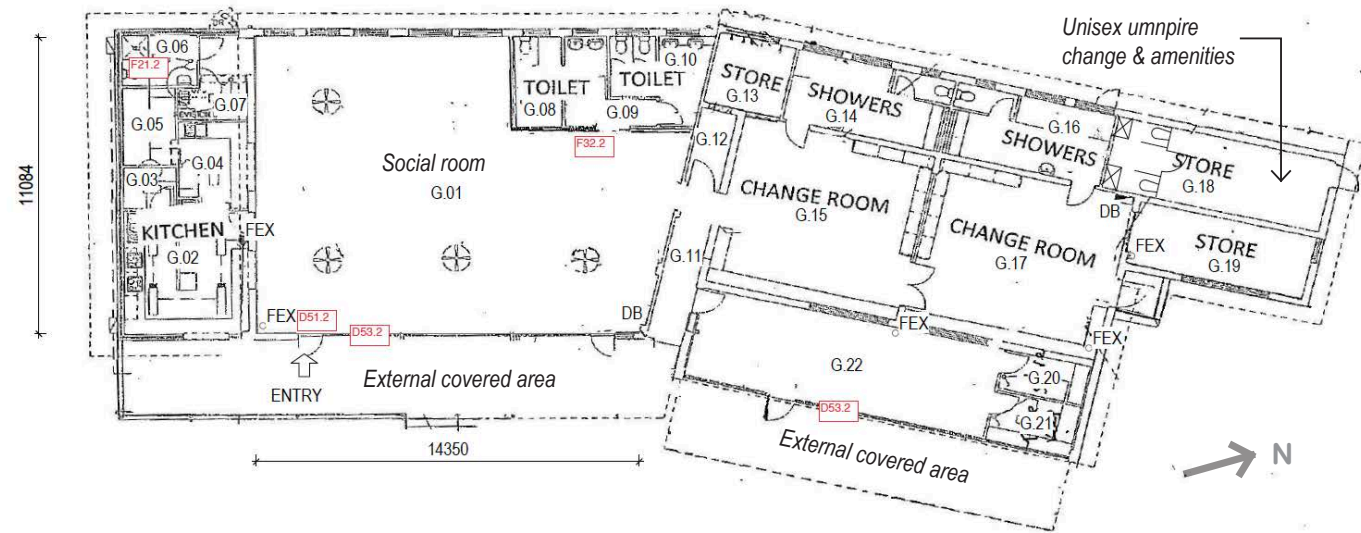 Unisex umnpire
change & amenities
G.06
F21.2
G.07
G.05
G.04
G.03
KITCHEN
G.02
FEX
11084
Social room
G.01
TOILET
G.08
TOILET
G.09
G.10
F32.2
STORE
G.13
SHOWERS
G.14
G.12
G.16
SHOWERS
STORE
G.18
CHANGE ROOM
G.15
CHANGE ROOM
G.17
DB
FEX
STORE
G.19
G.11
DB
FEX
D51.2
D53.2
ENTRY
External covered area
14350
G.22
FEX
FEX
G.20
G.21
D53.2
External covered area
N